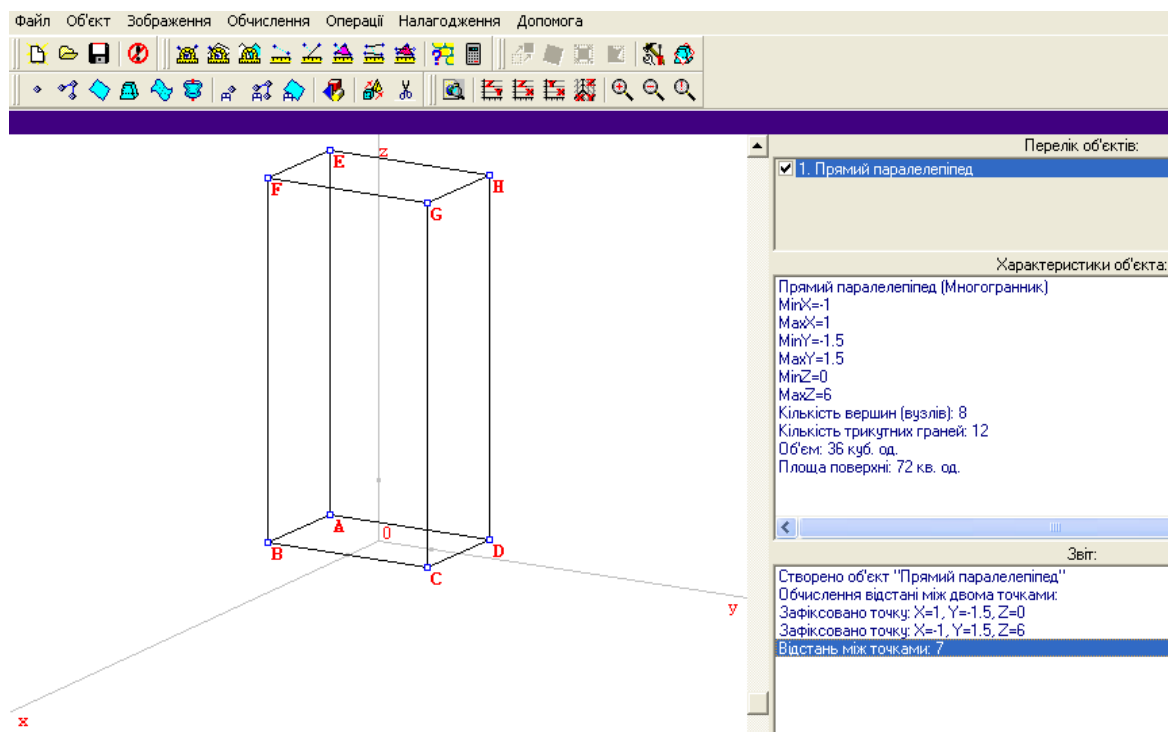 Файл Об'єкт Зображення Обчислення Операції Налагодження Допомога
Перелік об'єктів:
1. Прямий паралелепіпед
Характеристики об'єкта:
Прямий паралелепіпед (Многогранник)
MinX=-1
MaxX=1
MinY=-1.5
MaxY=1.5
MinZ=0
MaxZ=6
Кількість вершин (вузлів): 8
Кількість трикутних граней: 12
Об'єм: 36 куб. од.
Площа поверхні: 72 кв. од.
Звіт:
Створено об'єкт "Прямий паралелепіпед"
Обчислення відстані між двома точками:
Зафіксовано точку: X=1, Y=-1.5, Z=0
Зафіксовано точку: X=-1, Y=1.5, Z=6
Відстань між точками: 7
E
z
F
H
G
A
0
B
D
C
y
x